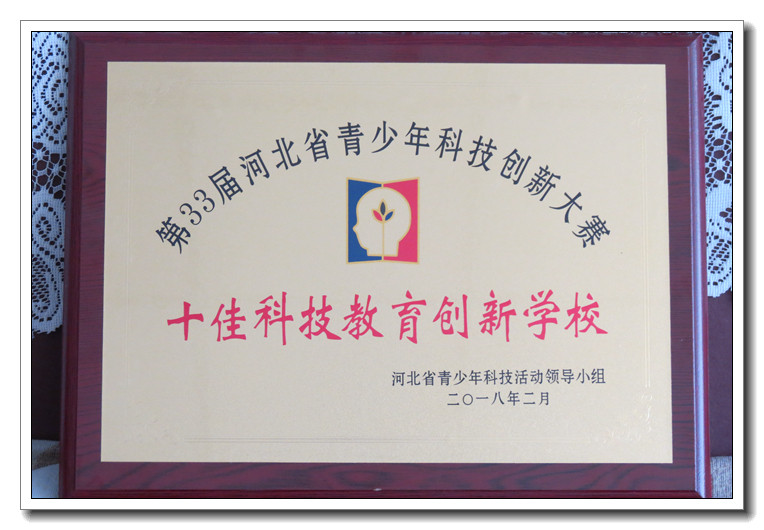 第33届河北省青少年科技创新大赛
十佳科技教育创新学校
河北省青少年科技活动领导小组
二〇一八年二月